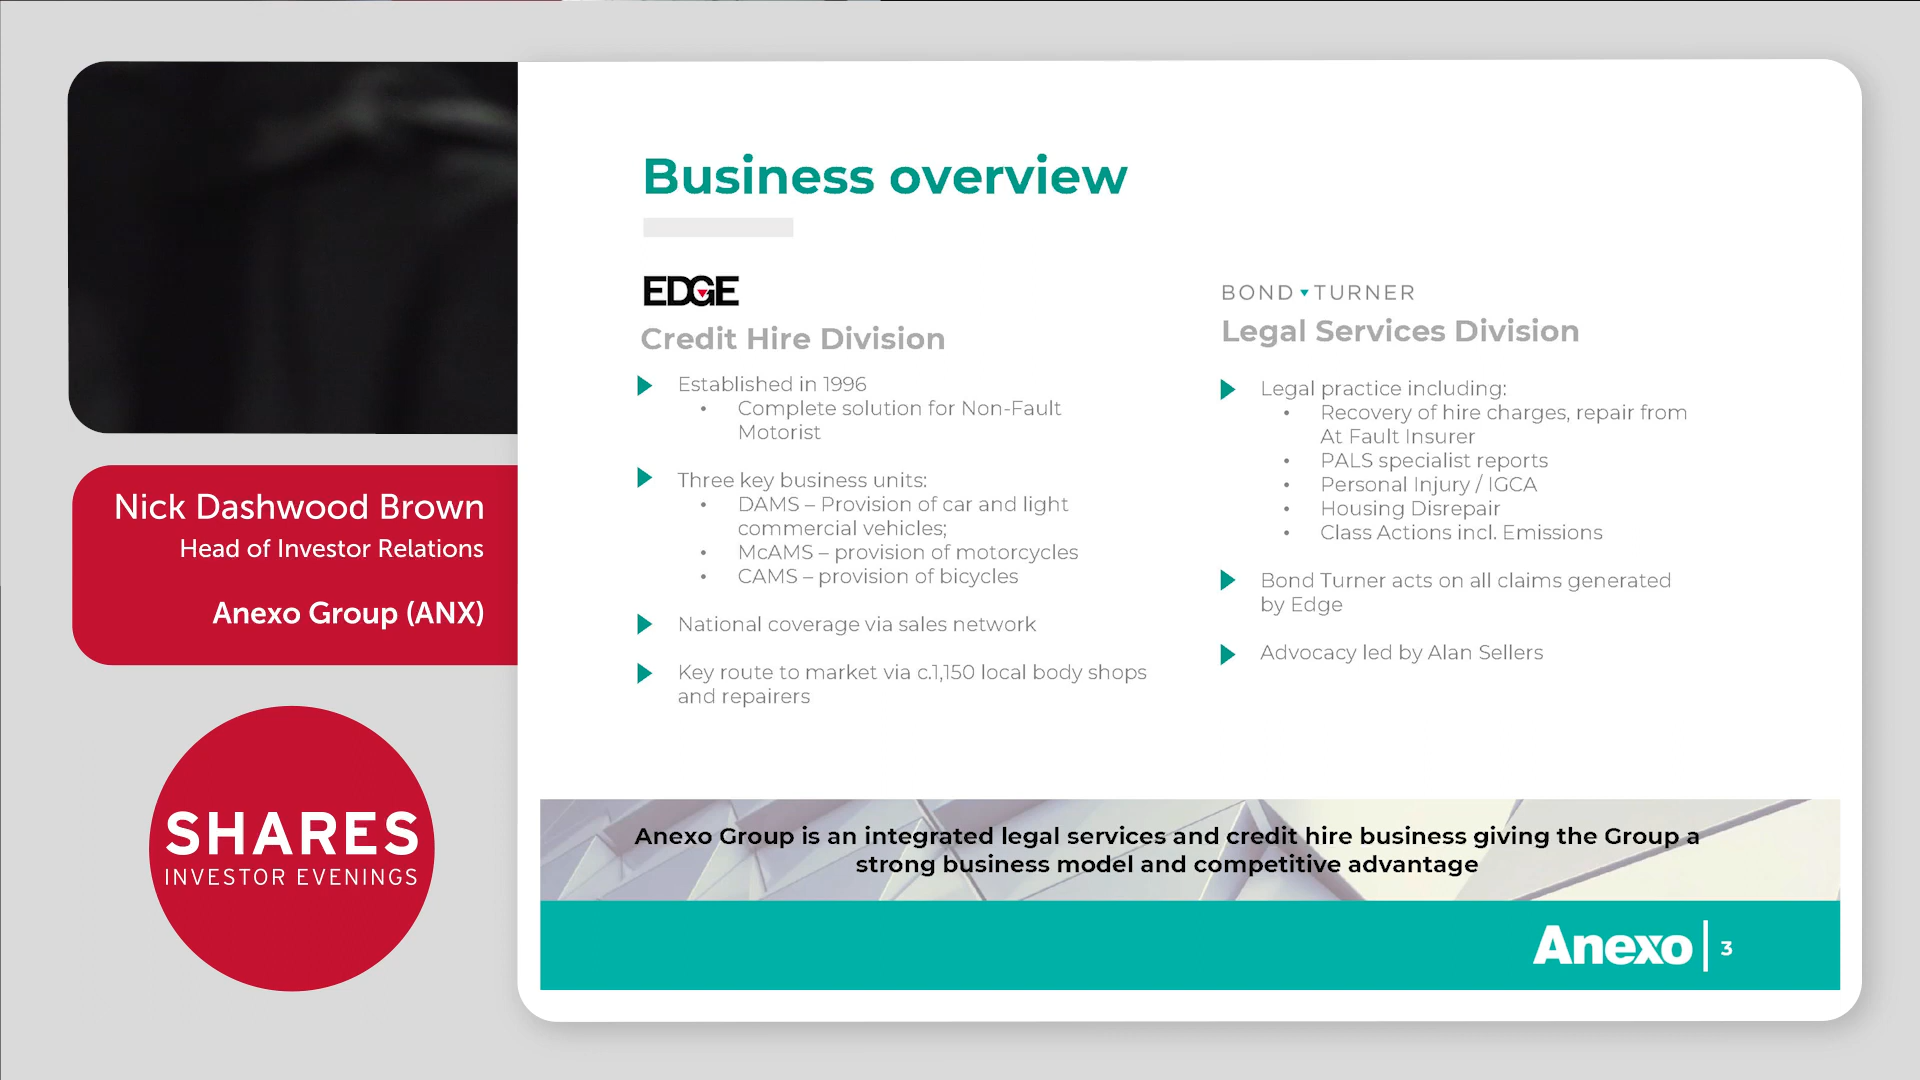 Nick Dashwood Brown
Head of Investor Relations
Anexo Group (ANX)
SHARES
INVESTOR EVENINGS
Business overview
EDGE
Credit Hire Division
Established in 1996
• Complete solution for Non-Fault
Motorist
Three key business units:
• DAMS – Provision of car and light
commercial vehicles;
• McAMS – provision of motorcycles
• CAMS – provision of bicycles
National coverage via sales network
Key route to market via c.1,150 local body shops
and repairers
BOND TURNER
Legal Services Division
Legal practice including:
• Recovery of hire charges, repair from
At Fault Insurer
• PALS specialist reports
• Personal Injury / IGCA
• Housing Disrepair
• Class Actions incl. Emissions
Bond Turner acts on all claims generated
by Edge
Advocacy led by Alan Sellers
Anexo Group is an integrated legal services and credit hire business giving the Group a
strong business model and competitive advantage
Anexo 3